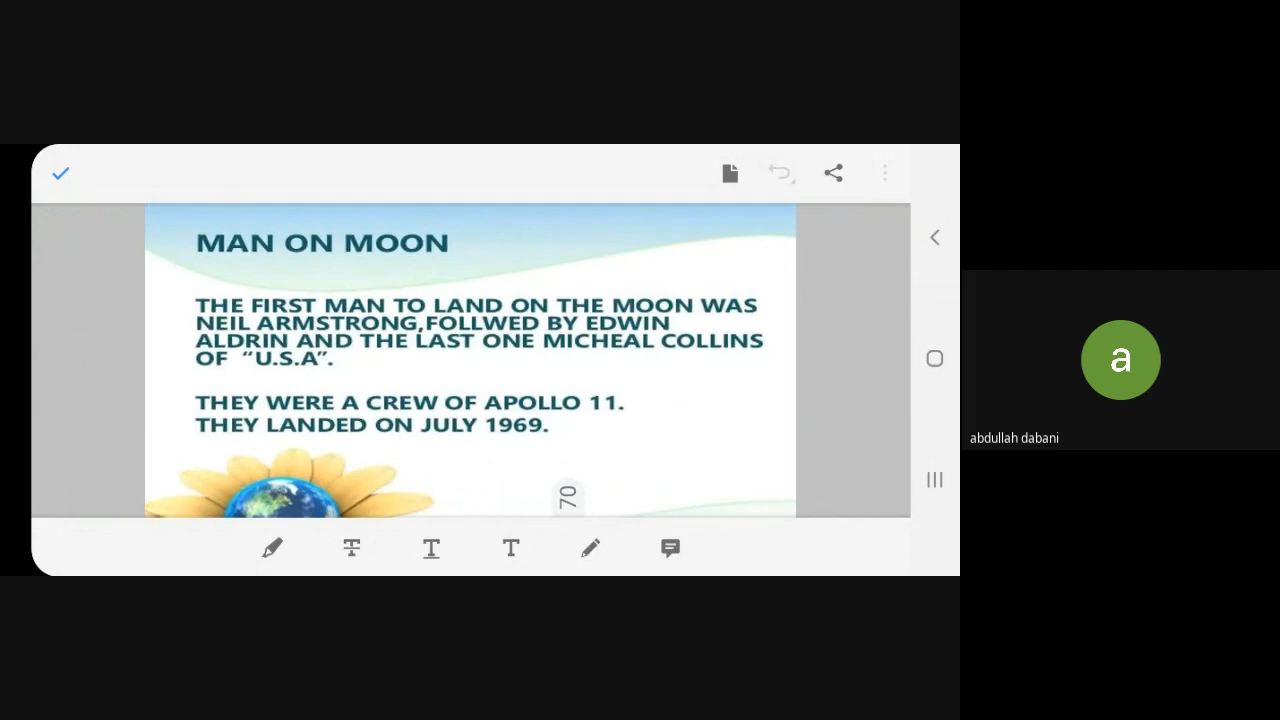 MAN ON MOON
THE FIRST MAN TO LAND ON THE MOON WAS
NEIL ARMSTRONG,FOLLWED BY EDWIN
ALDRIN AND THE LAST ONE MICHEAL COLLINS
OF “U.S.A”.
THEY WERE A CREW OF APOLLO 11.
THEY LANDED ON JULY 1969.
70
T T T
a
abdullah dabani